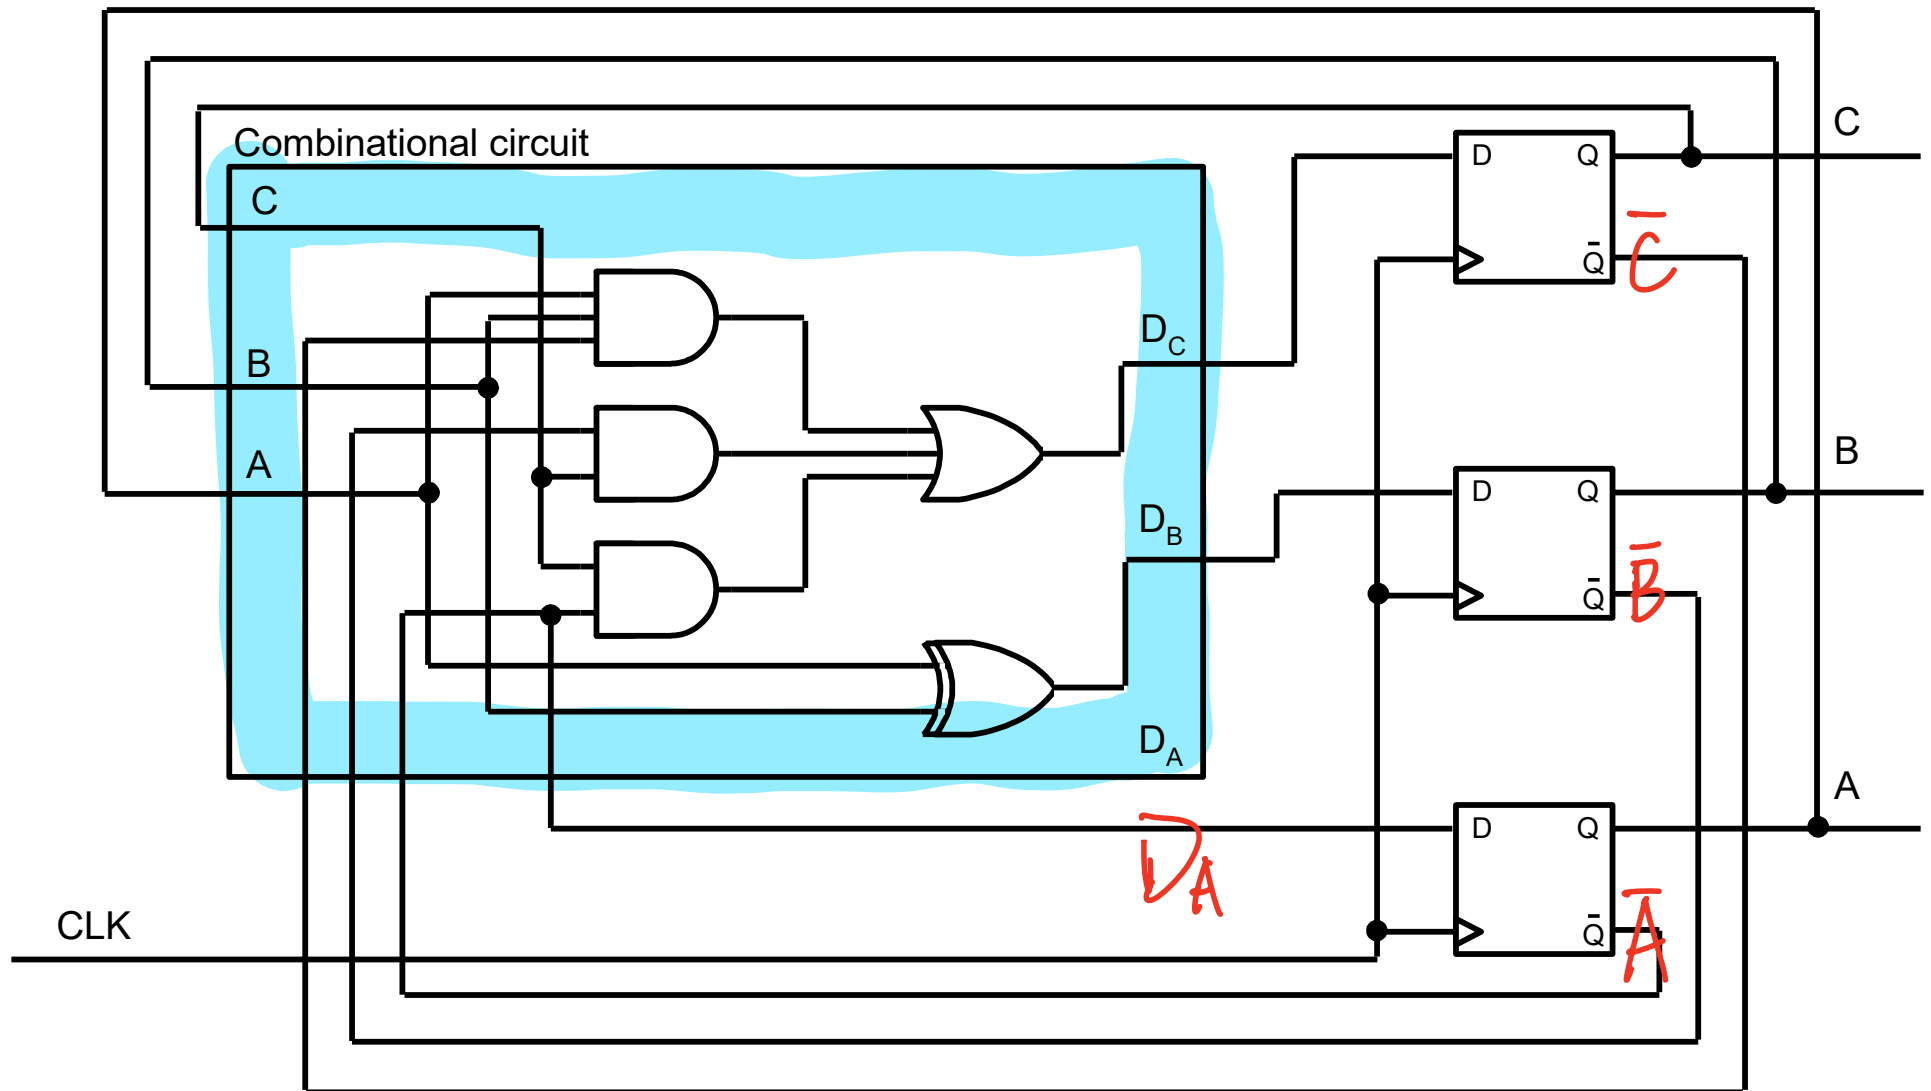 C
Combinational circuit
D Q
C
C̅
Q̅
D_C
B
B
A
D Q
D_B
B̅
Q̅
D_A
A
D Q
D_A
A̅
CLK
Q̅